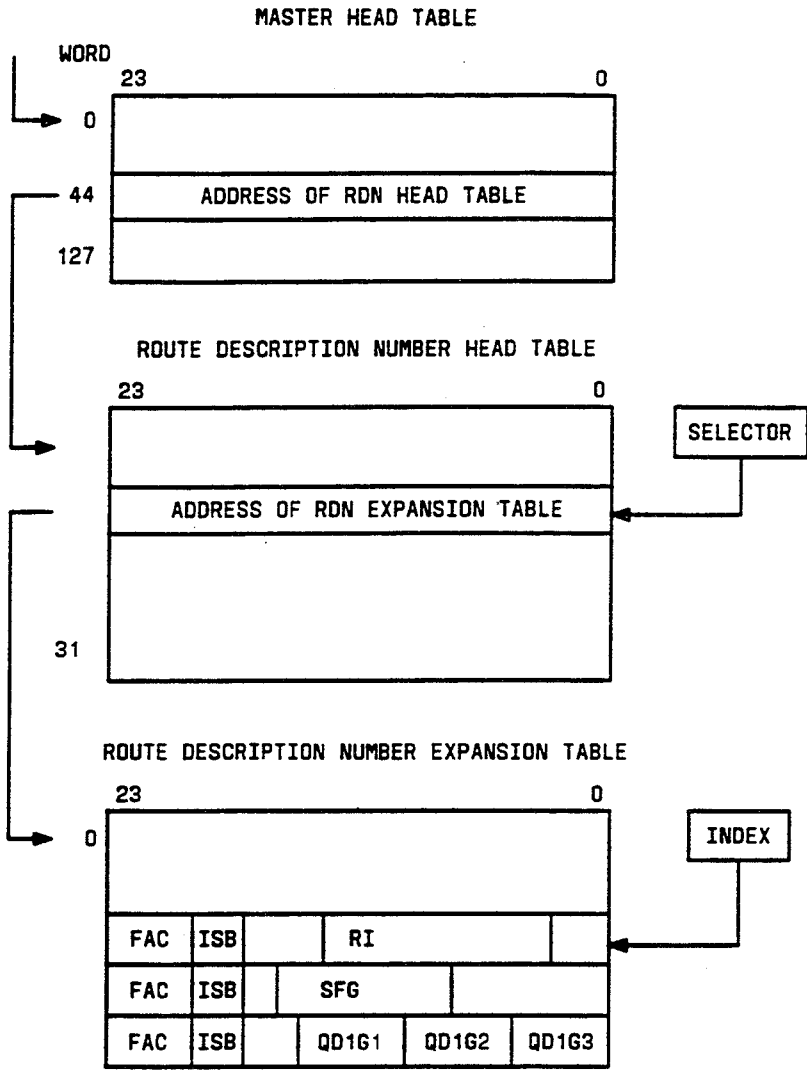 MASTER HEAD TABLE
WORD
23 0
0
44 ADDRESS OF RDN HEAD TABLE
127
ROUTE DESCRIPTION NUMBER HEAD TABLE
23 0
SELECTOR
ADDRESS OF RDN EXPANSION TABLE
31
ROUTE DESCRIPTION NUMBER EXPANSION TABLE
23 0
0 INDEX
FAC ISB RI
FAC ISB SFG
FAC ISB QD1G1 QD1G2 QD1G3